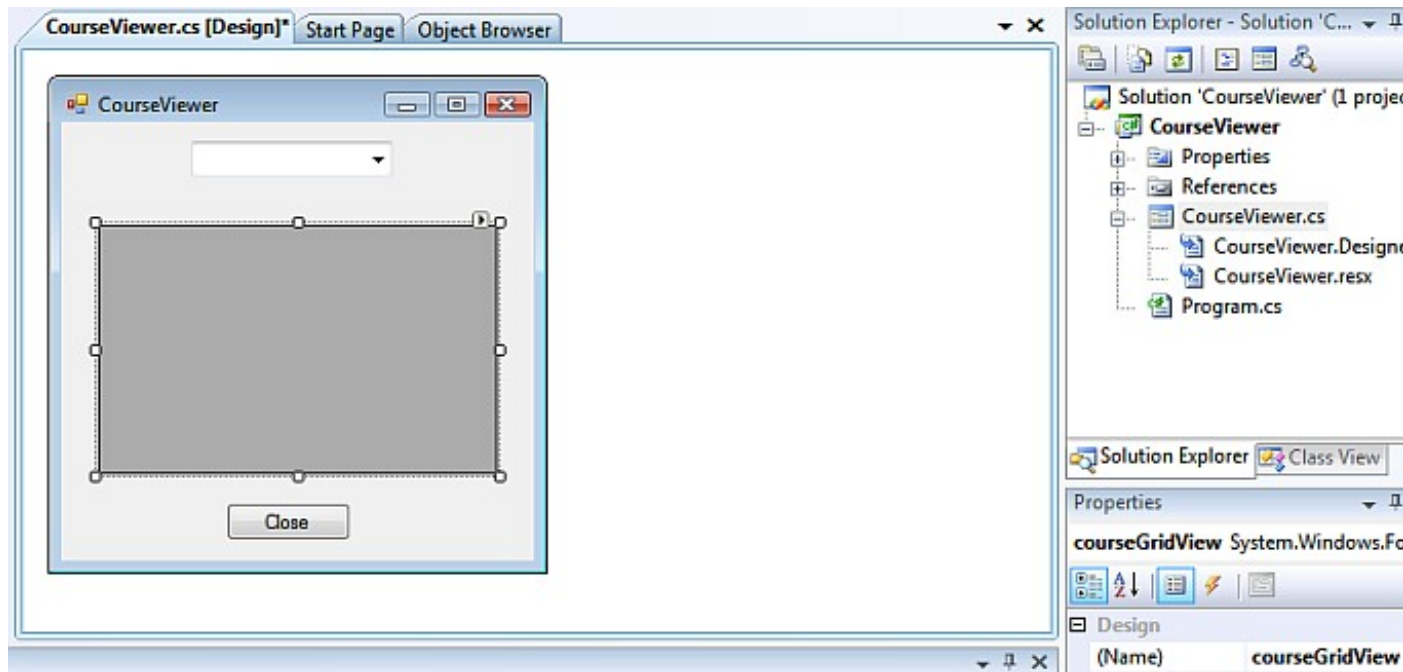 CourseViewer.cs [Design]* Start Page Object Browser
CourseViewer
Close
Solution Explorer - Solution 'C...
Solution 'CourseViewer' (1 projec
CourseViewer
Properties
References
CourseViewer.cs
CourseViewer.Designe
CourseViewer.resx
Program.cs
Solution Explorer Class View
Properties
courseGridView System.Windows.Fo
Design
(Name) courseGridView